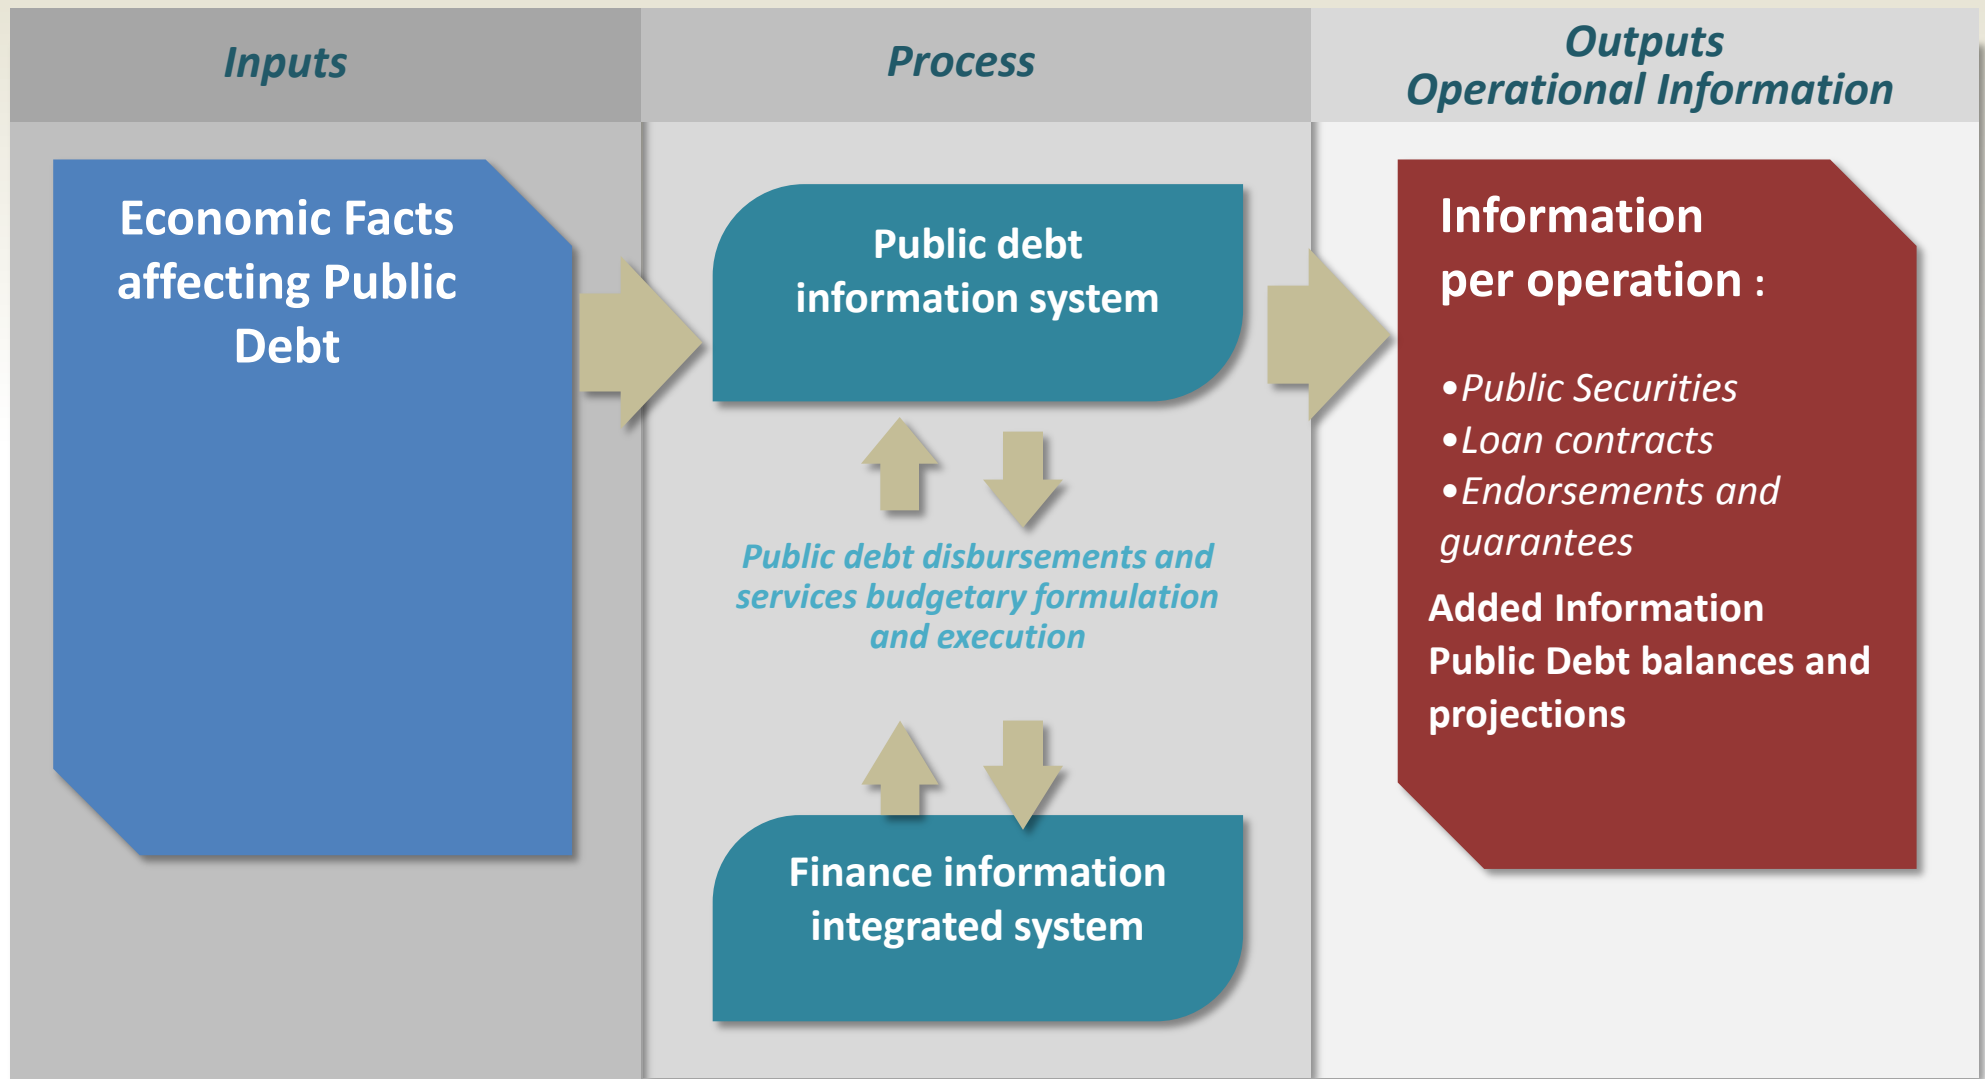 Inputs
Process
Outputs
Operational Information
Economic Facts
affecting Public
Debt
Public debt
information system
Public debt disbursements and
services budgetary formulation
and execution
Finance information
integrated system
Information
per operation :
•Public Securities
•Loan contracts
•Endorsements and
guarantees
Added Information
Public Debt balances and
projections